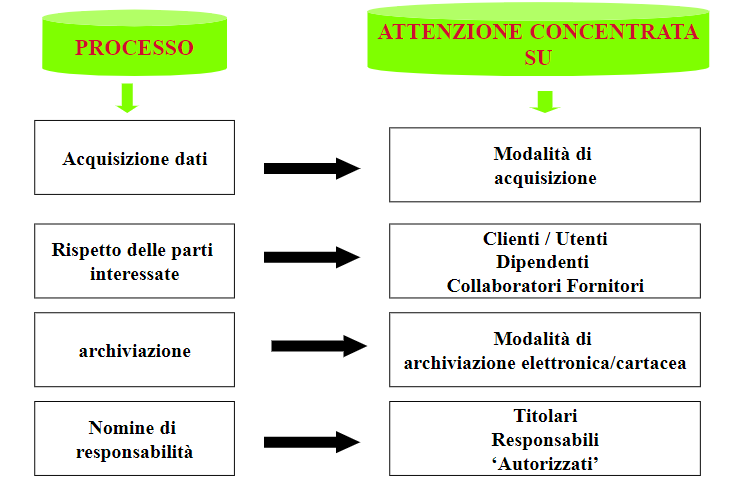 PROCESSO
ATTENZIONE CONCENTRATA
SU
Acquisizione dati
Modalità di
acquisizione
Rispetto delle parti
interessate
Clienti / Utenti
Dipendenti
Collaboratori Fornitori
archiviazione
Modalità di
archiviazione elettronica/cartacea
Nomine di
responsabilità
Titolari
Responsabili
‘Autorizzati’